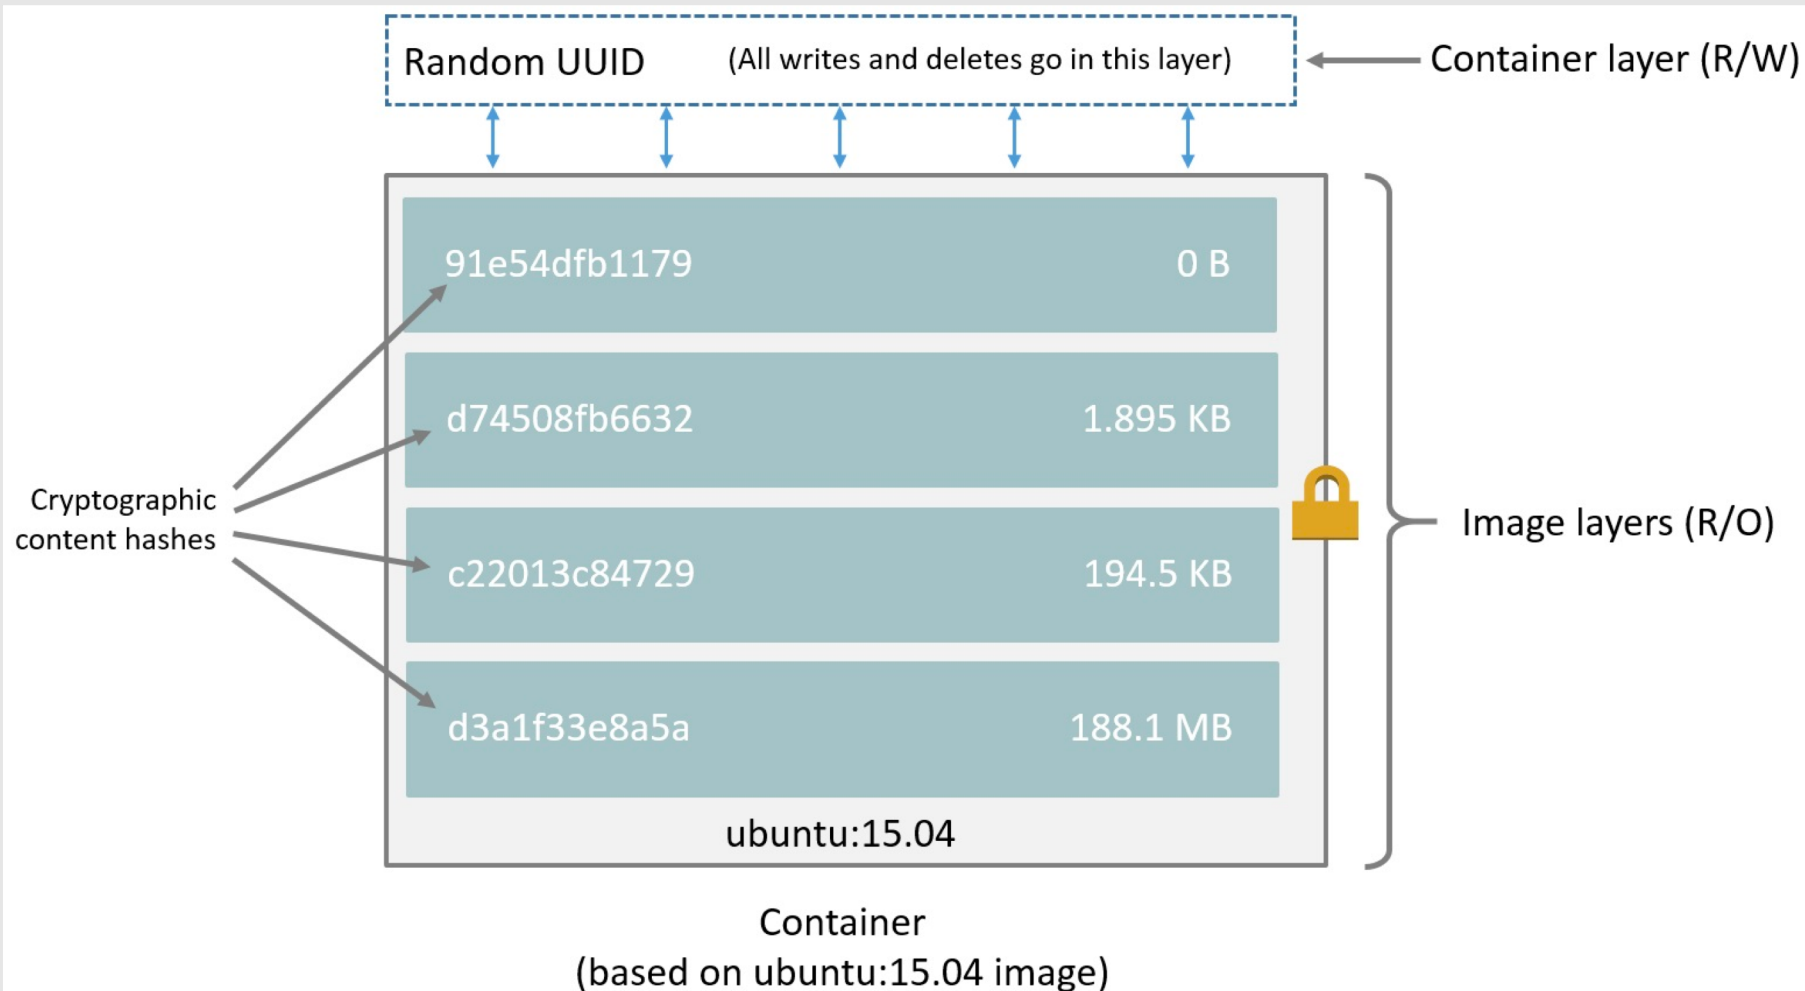 Random UUID (All writes and deletes go in this layer)
Container layer (R/W)
91e54dfb1179 0 B
d74508fb6632 1.895 KB
Cryptographic
content hashes
c22013c84729 194.5 KB
Image layers (R/O)
d3a1f33e8a5a 188.1 MB
ubuntu:15.04
Container
(based on ubuntu:15.04 image)